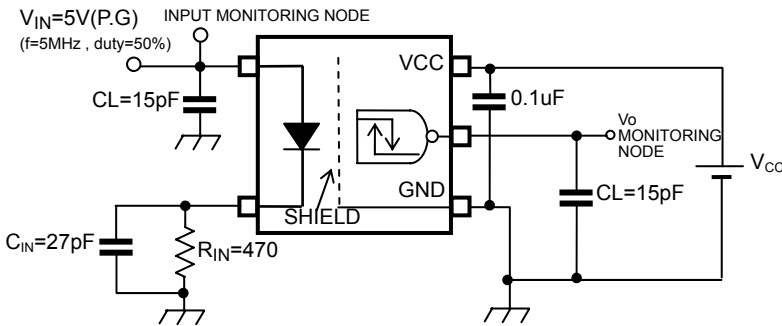 V_IN=5V(P.G)
(f=5MHz , duty=50%)
INPUT MONITORING NODE
CL=15pF
VCC
0.1uF
Vo
MONITORING
NODE
V_CC
GND
CL=15pF
SHIELD
C_IN=27pF
R_IN=470